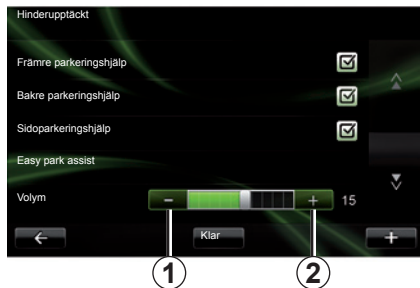 Hinderupptäckt
Främre parkeringshjälp
Bakre parkeringshjälp
Sidoparkeringshjälp
Easy park assist
Volym - + 15
Klar +
1 2